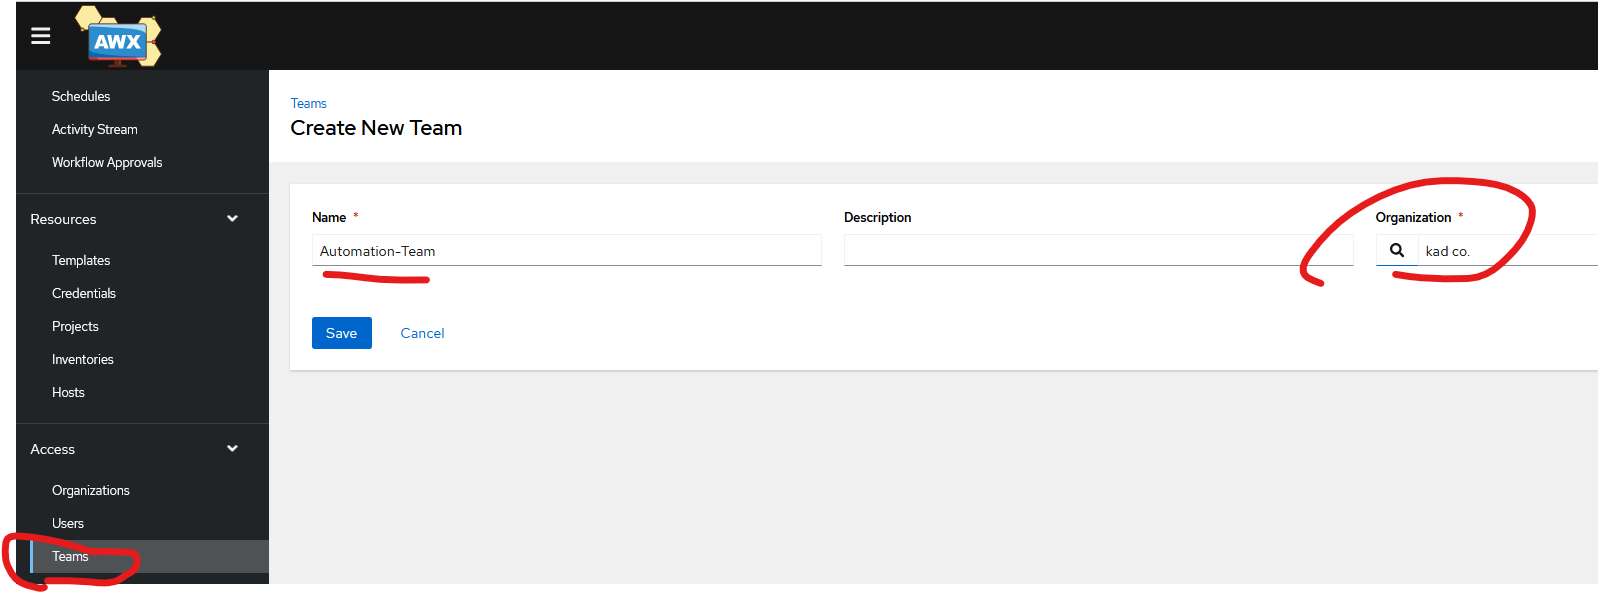 AWX
Schedules
Activity Stream
Workflow Approvals
Resources
Templates
Credentials
Projects
Inventories
Hosts
Access
Organizations
Users
Teams
Teams
Create New Team
Name *
Automation-Team
Description
Organization *
kad co.
Save
Cancel